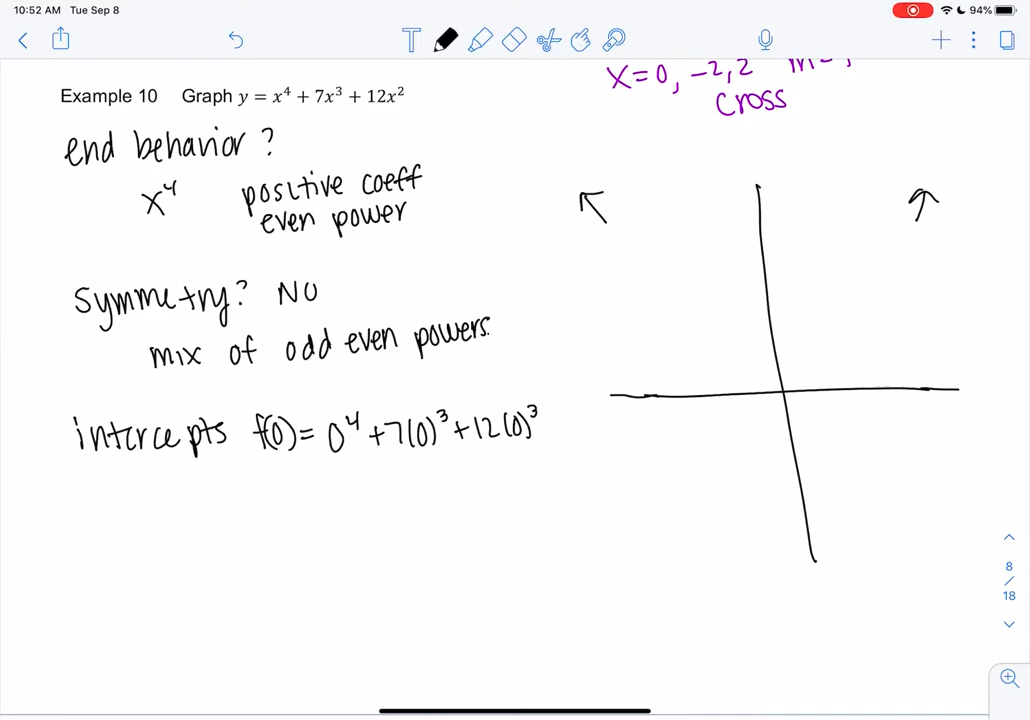 10:52 AM Tue Sep 8
94%
x=0, -2,2
cross
Example 10 Graph y = x⁴ + 7x³ + 12x²
end behavior?
x⁴ positive coeff
even power
symmetry? NO
mix of odd even powers.
intercepts f(0)= 0⁴ +7(0)³ +12(0)³
8
/
18